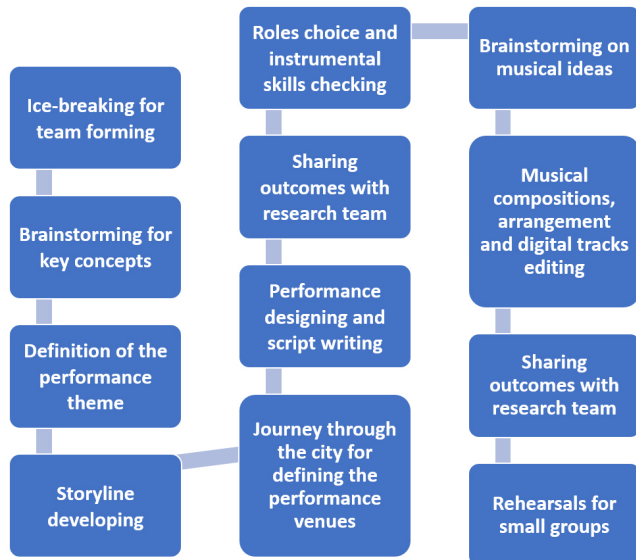 Ice-breaking for
team forming
Brainstorming for
key concepts
Definition of the
performance
theme
Storyline
developing
Journey through
the city for
defining the
performance
venues
Performance
designing and
script writing
Sharing
outcomes with
research team
Roles choice and
instrumental
skills checking
Brainstorming on
musical ideas
Musical
compositions,
arrangement
and digital tracks
editing
Sharing
outcomes with
research team
Rehearsals for
small groups